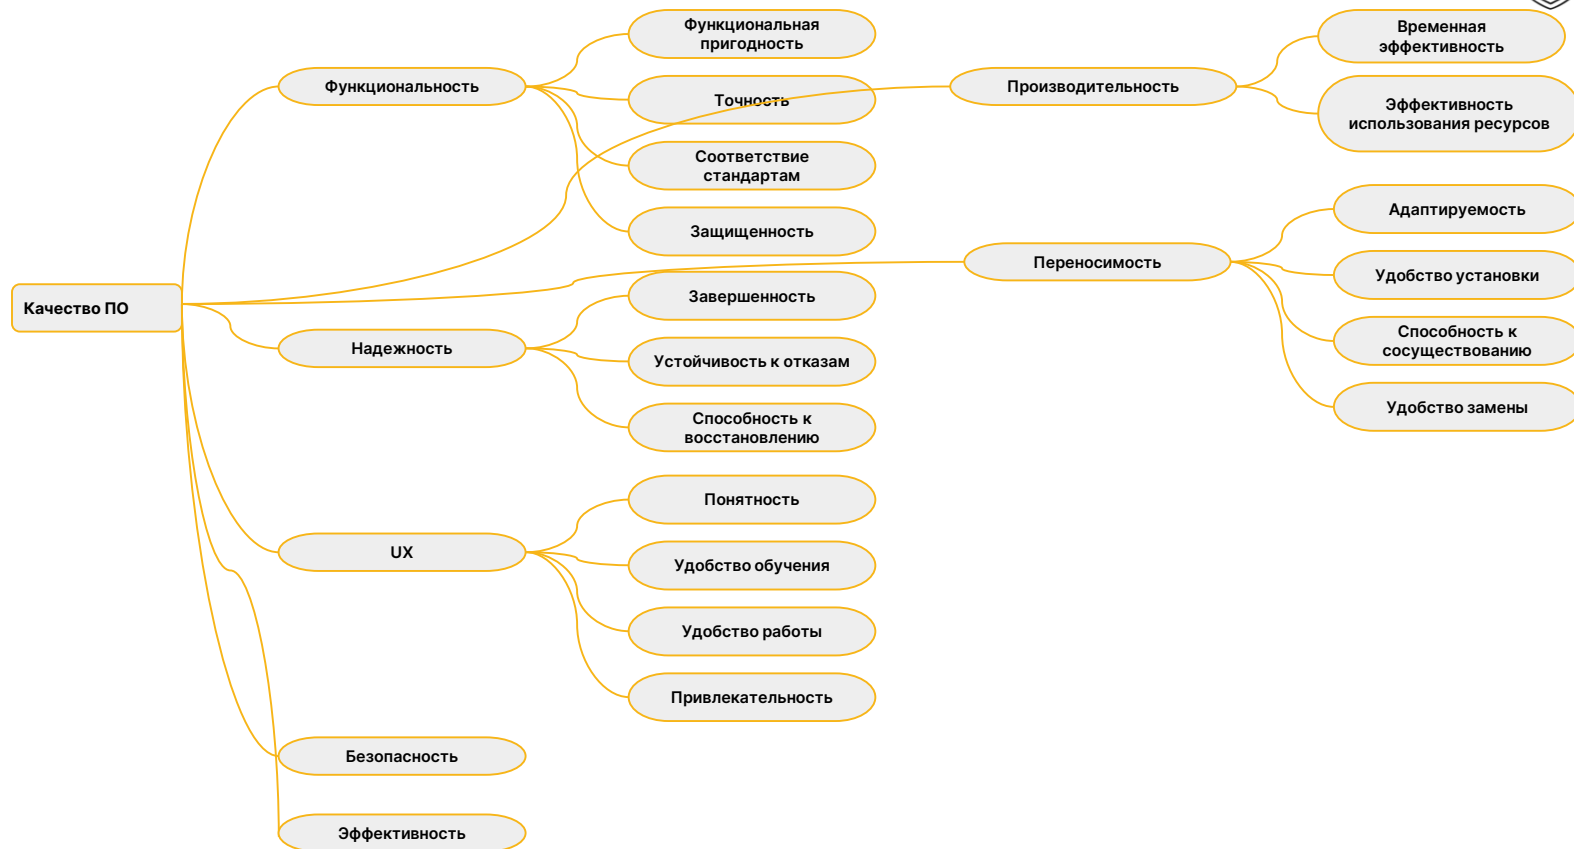 Качество ПО
Функциональность
Функциональная
пригодность
Точность
Соответствие
стандартам
Защищенность
Надежность
Завершенность
Устойчивость к отказам
Способность к
восстановлению
UX
Понятность
Удобство обучения
Удобство работы
Привлекательность
Безопасность
Эффективность
Производительность
Временная
эффективность
Эффективность
использования ресурсов
Переносимость
Адаптируемость
Удобство установки
Способность к
сосуществованию
Удобство замены